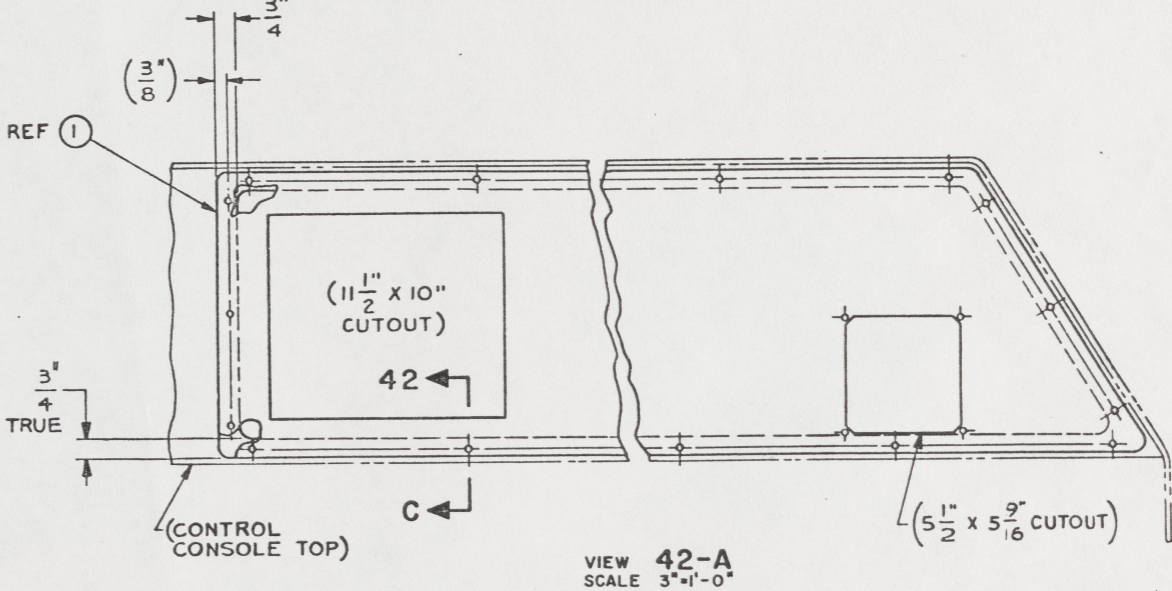 3"
4
(3"
8)
REF 1
(11 1/2" X 10"
CUTOUT)
42
3"
4
TRUE
C
(CONTROL
CONSOLE TOP)
(5 1/2" X 5 9/16" CUTOUT)
VIEW 42-A
SCALE 3"=1'-0"